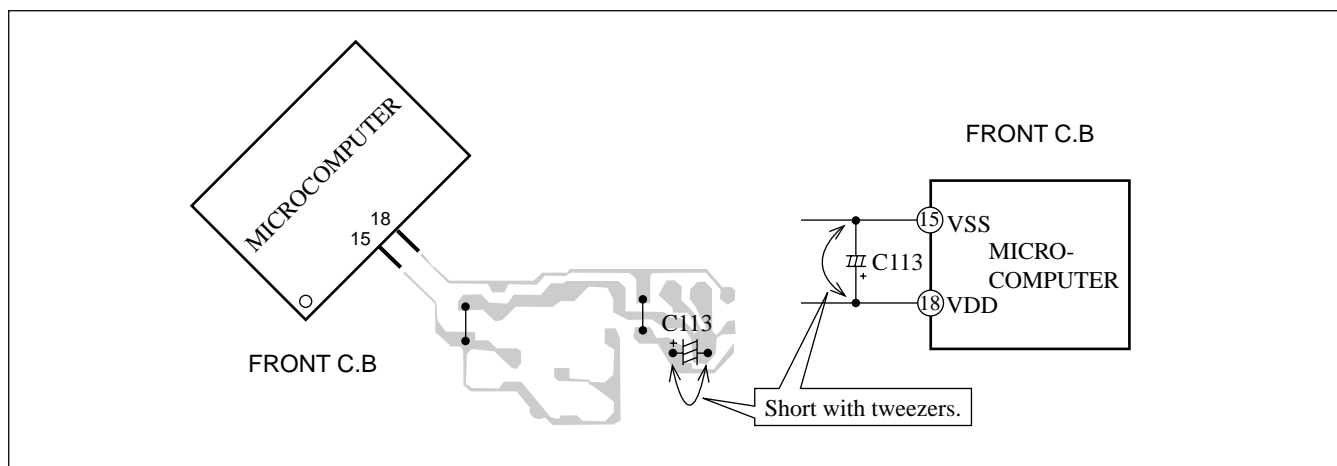 MICROCOMPUTER
18
15
FRONT C.B
C113
+
FRONT C.B
15 VSS
C113
+
MICRO-
COMPUTER
18 VDD
Short with tweezers.